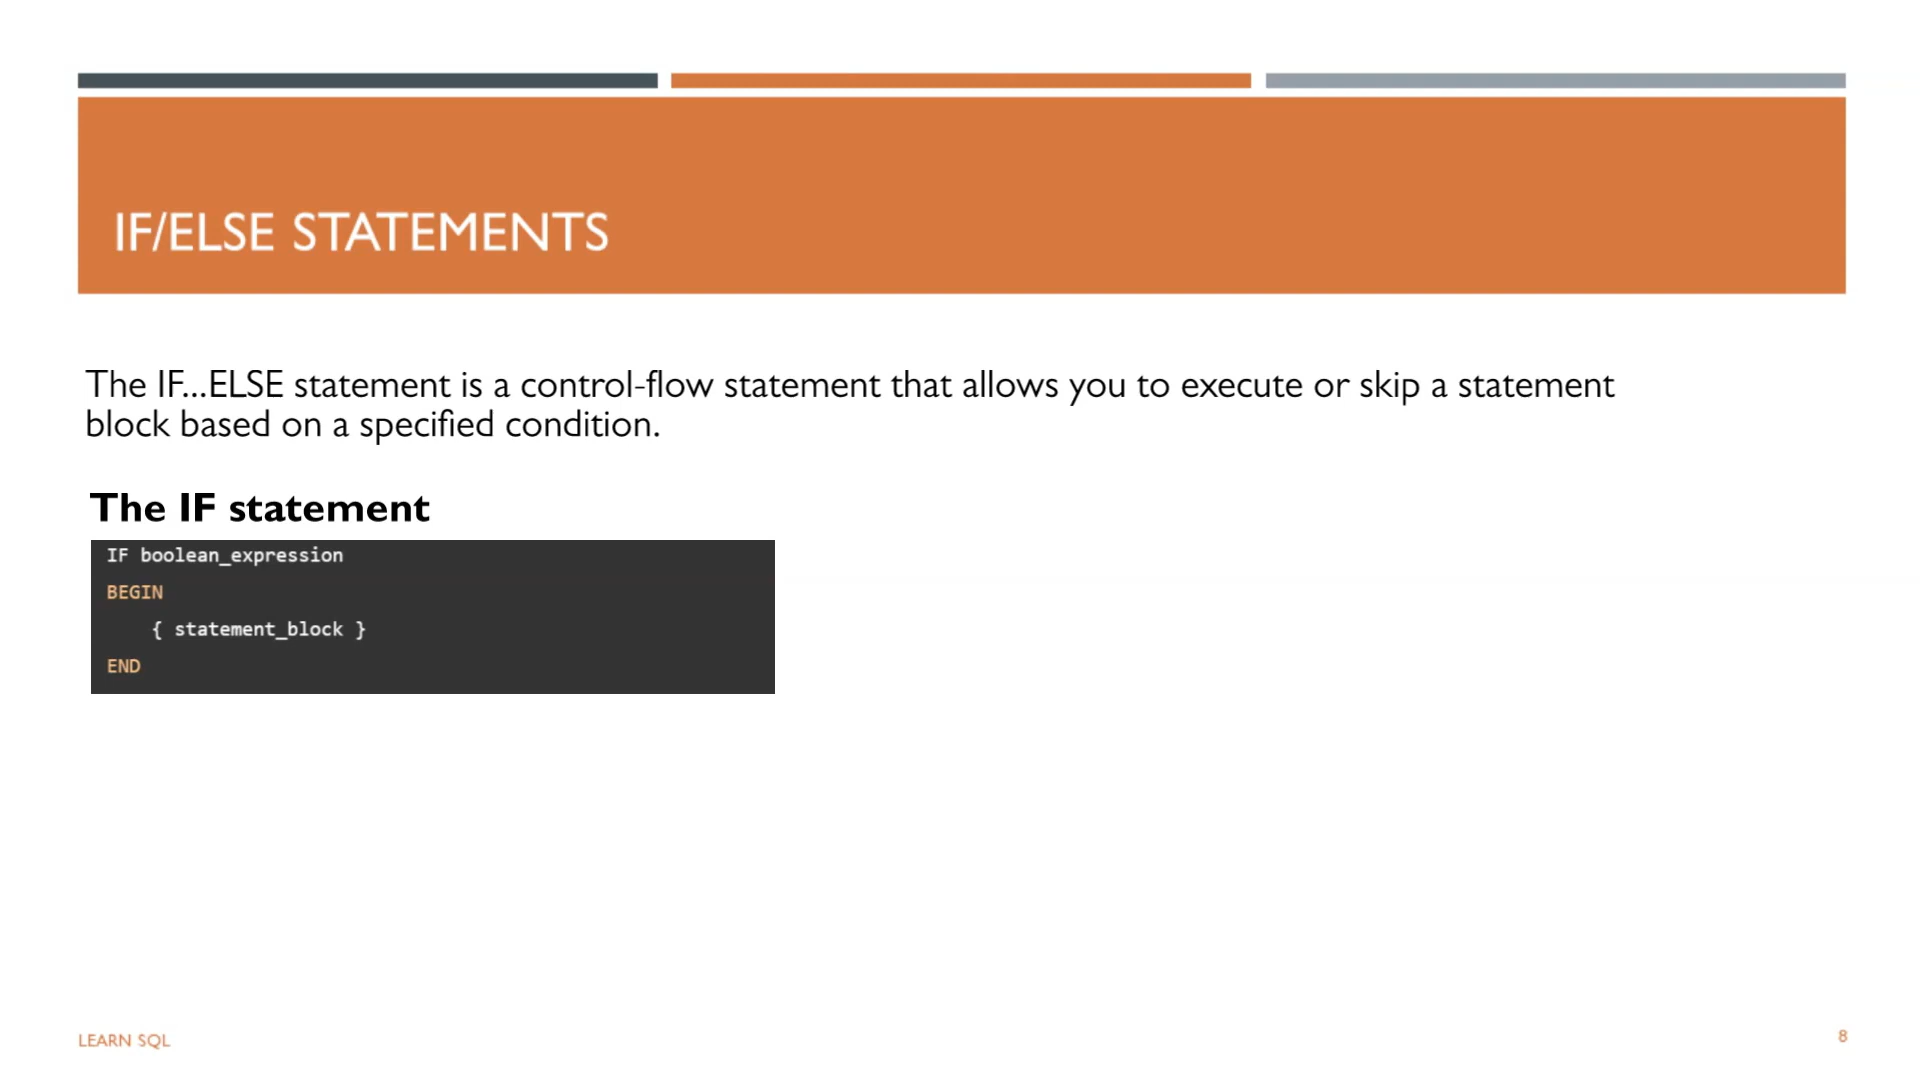 IF/ELSE STATEMENTS
The IF...ELSE statement is a control-flow statement that allows you to execute or skip a statement
block based on a specified condition.
The IF statement
IF boolean_expression
BEGIN
    { statement_block }
END
LEARN SQL
8